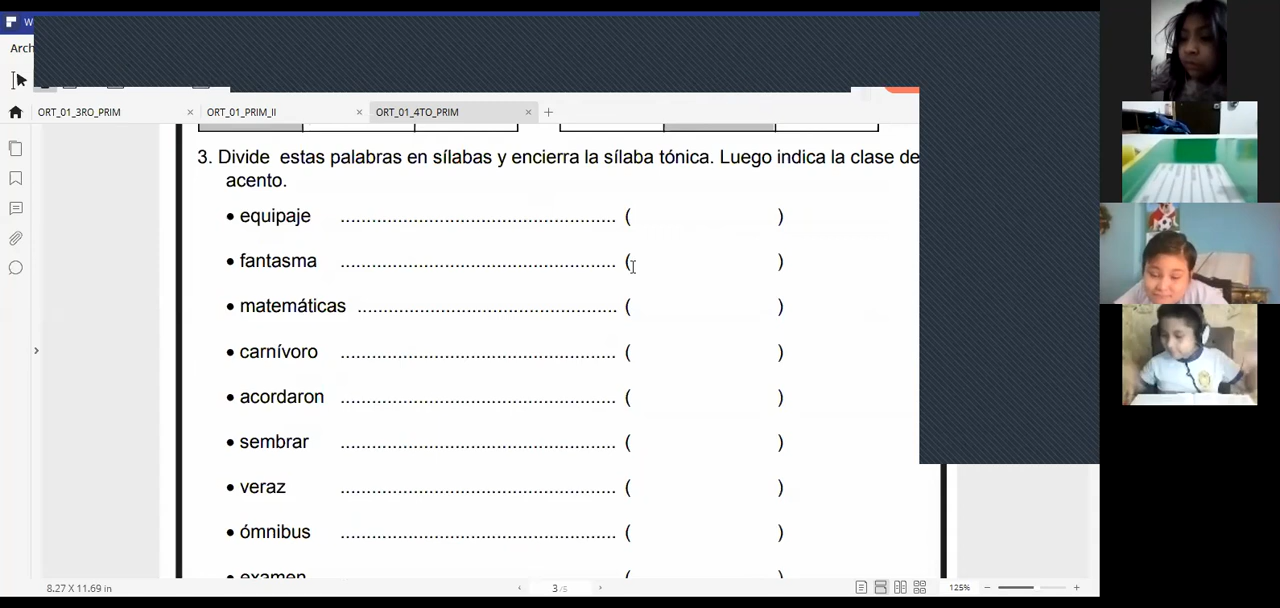 W
Arch
ORT_01_3RO_PRIM × ORT_01_PRIM_II × ORT_01_4TO_PRIM × +
3. Divide estas palabras en sílabas y encierra la sílaba tónica. Luego indica la clase de
acento.
• equipaje ........................................................ ( )
• fantasma ........................................................ ( )
• matemáticas ..................................................... ( )
• carnívoro ........................................................ ( )
• acordaron ........................................................ ( )
• sembrar ........................................................ ( )
• veraz ........................................................ ( )
• ómnibus ........................................................ ( )
• examen ( )
8.27 X 11.69 in ‹ 3 /5 › 125% − +